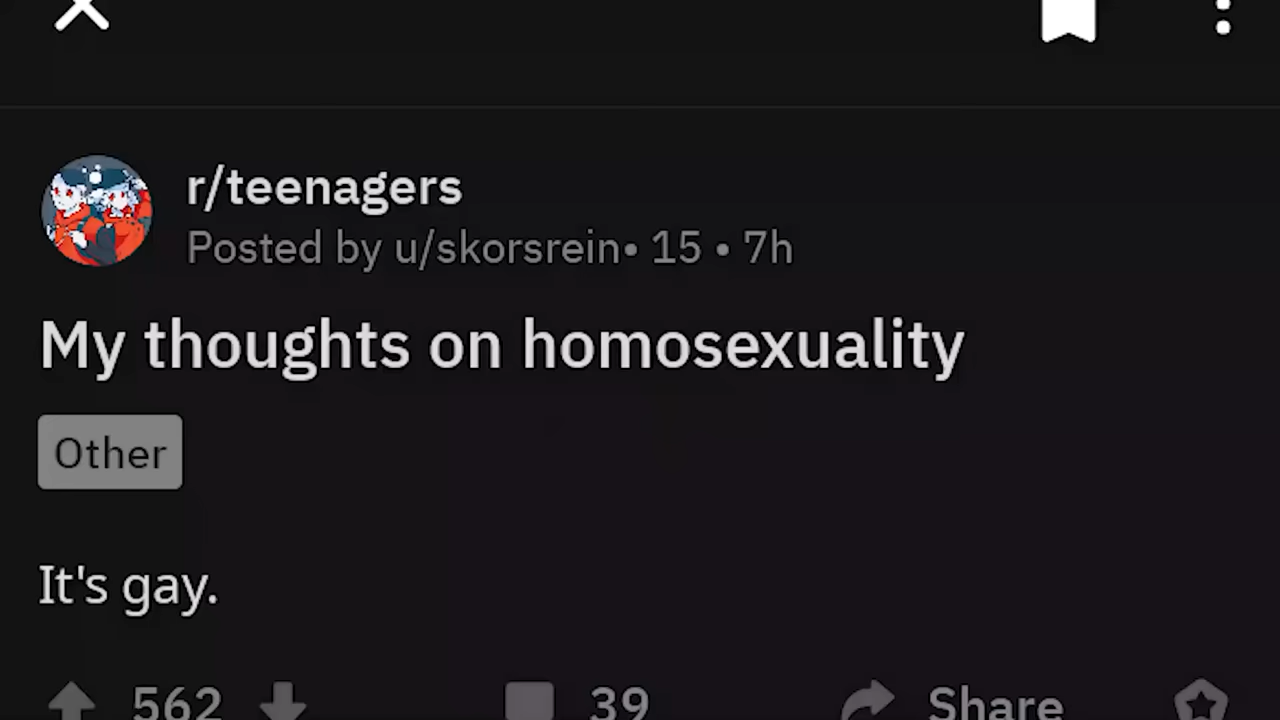 r/teenagers
Posted by u/skorsrein• 15 • 7h
My thoughts on homosexuality
Other
It's gay.
562 39 Share